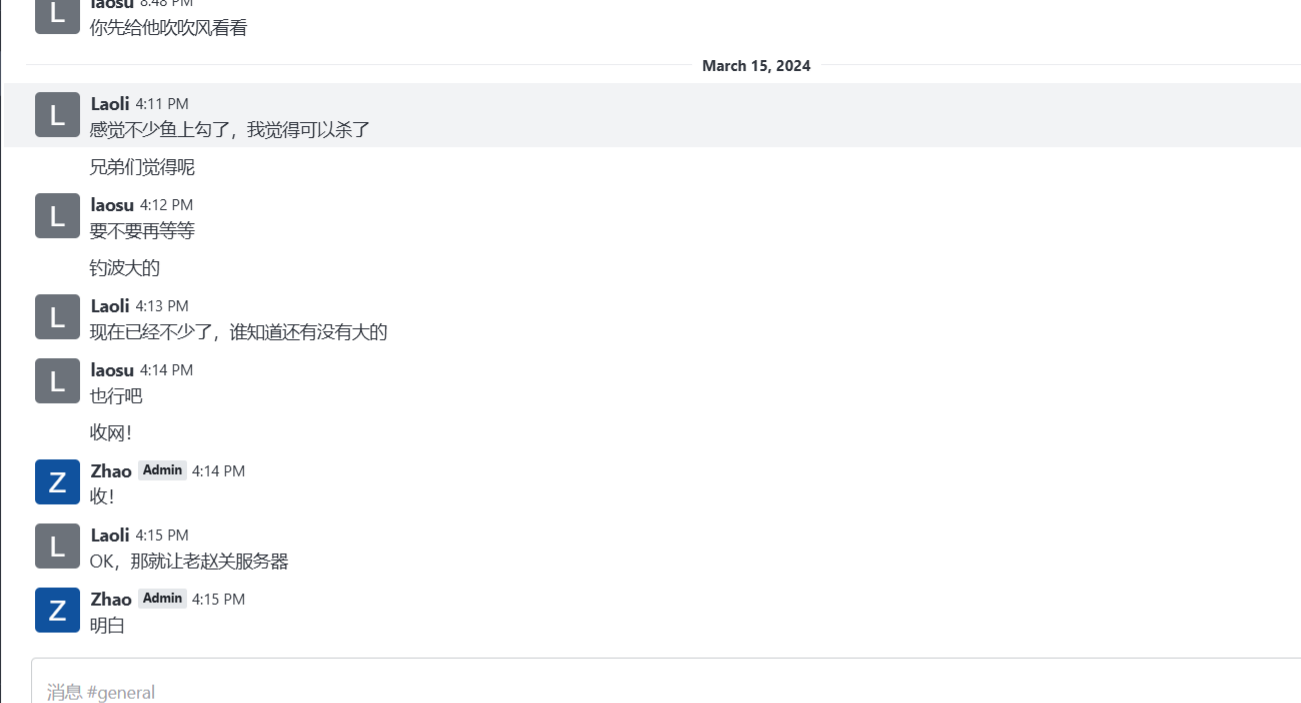 laosu 8:48 PM
你先给他吹吹风看看
March 15, 2024
L
Laoli 4:11 PM
感觉不少鱼上勾了，我觉得可以杀了
兄弟们觉得呢
L
laosu 4:12 PM
要不要再等等
钓波大的
L
Laoli 4:13 PM
现在已经不少了，谁知道还有没有大的
L
laosu 4:14 PM
也行吧
收网！
Z
Zhao Admin 4:14 PM
收！
L
Laoli 4:15 PM
OK，那就让老赵关服务器
Z
Zhao Admin 4:15 PM
明白
消息 #general